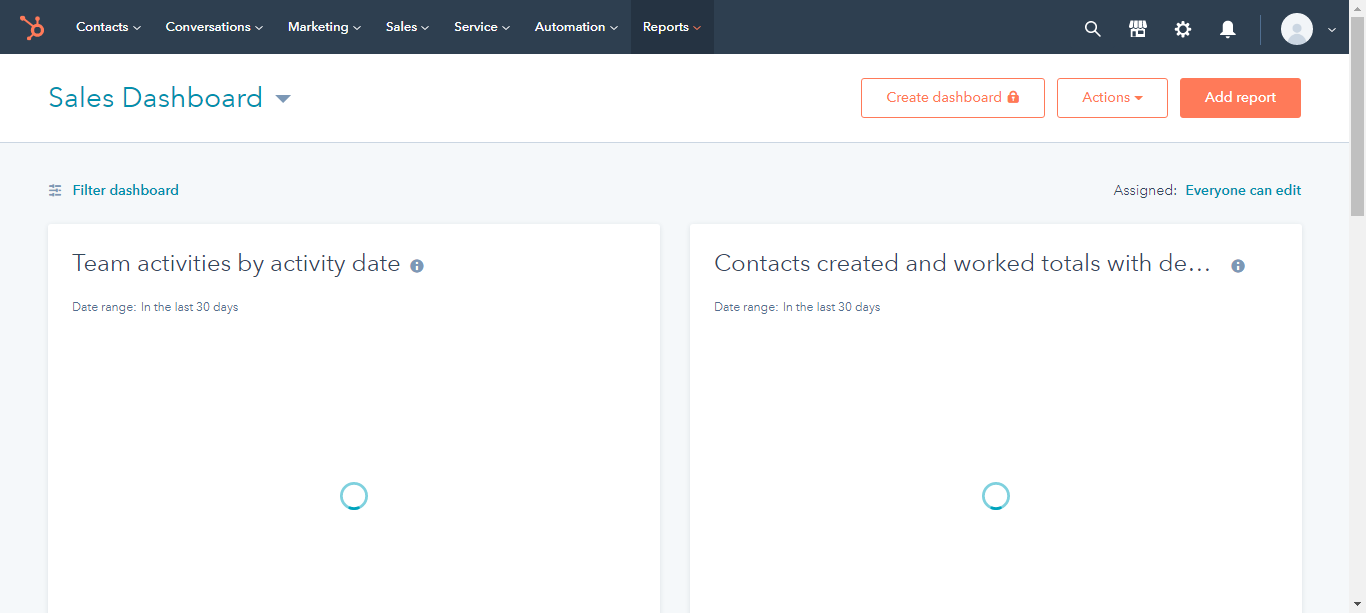 Contacts Conversations Marketing Sales Service Automation Reports
Sales Dashboard
Create dashboard Actions Add report
Filter dashboard
Assigned: Everyone can edit
Team activities by activity date
Date range: In the last 30 days
Contacts created and worked totals with de...
Date range: In the last 30 days